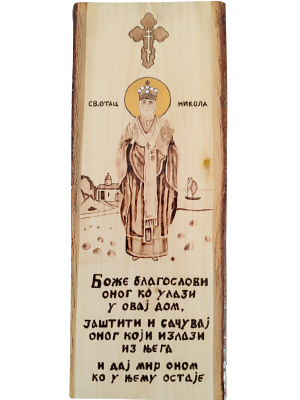 СВ.ОТАЦ НИКОЛА
БОЖЕ БЛАГОСЛОВИ
ОНОГ КО УЛАЗИ
У ОВАЈ ДОМ,
ЗАШТИТИ И САЧУВАЈ
ОНОГ КОЈИ ИЗЛАЗИ
ИЗ ЊЕГА
И ДАЈ МИР ОНОМ
КО У ЊЕМУ ОСТАЈЕ